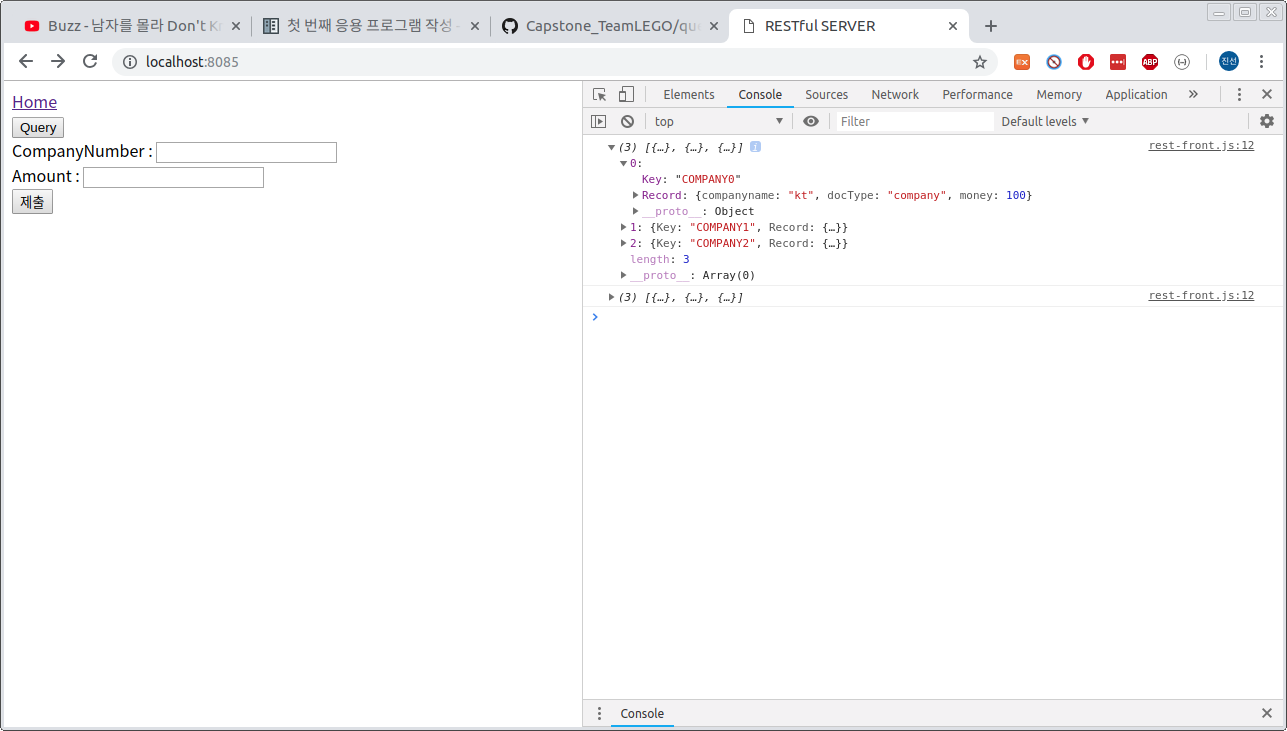 Buzz - 남자를 몰라 Don't Kn
첫 번째 응용 프로그램 작성 -
Capstone_TeamLEGO/que
RESTful SERVER
localhost:8085
EX
ABP
진선
Home
Query
CompanyNumber :
Amount :
제출
Elements Console Sources Network Performance Memory Application »
top Filter Default levels
(3) [{…}, {…}, {…}] i rest-front.js:12
0:
Key: "COMPANY0"
Record: {companyname: "kt", docType: "company", money: 100}
__proto__: Object
1: {Key: "COMPANY1", Record: {…}}
2: {Key: "COMPANY2", Record: {…}}
length: 3
__proto__: Array(0)
(3) [{…}, {…}, {…}] rest-front.js:12
Console